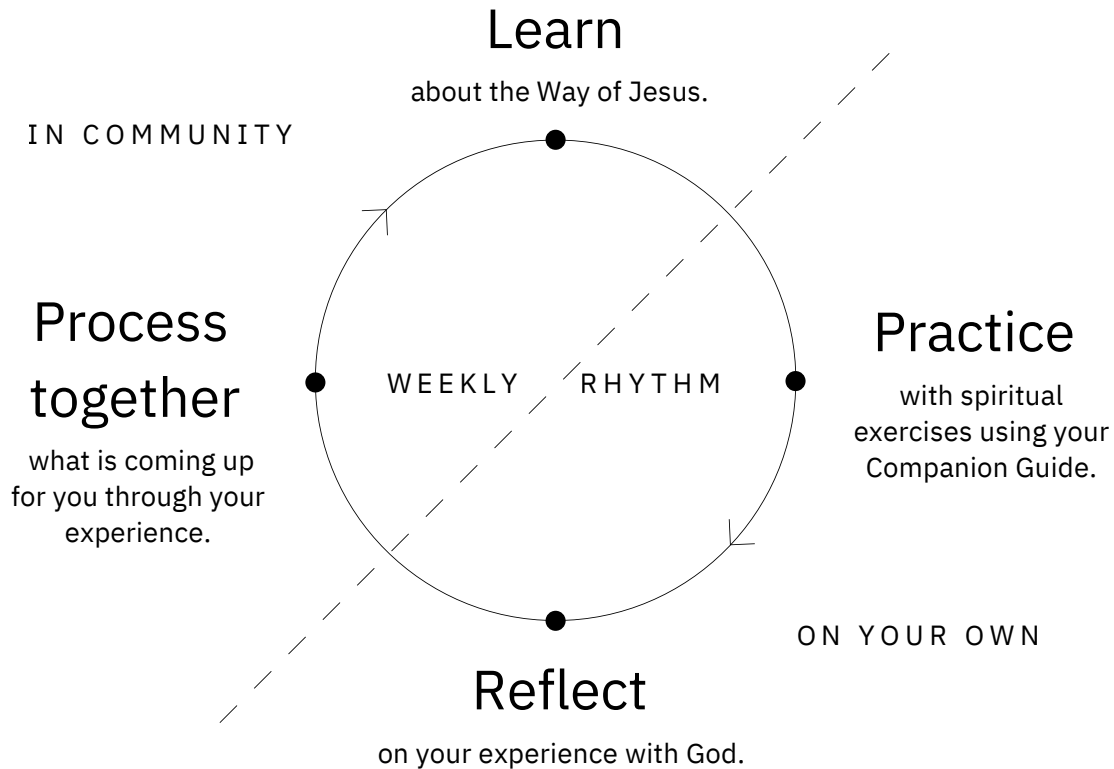 Learn
about the Way of Jesus.
IN COMMUNITY
Process
together
what is coming up
for you through your
experience.
WEEKLY RHYTHM
Practice
with spiritual
exercises using your
Companion Guide.
ON YOUR OWN
Reflect
on your experience with God.